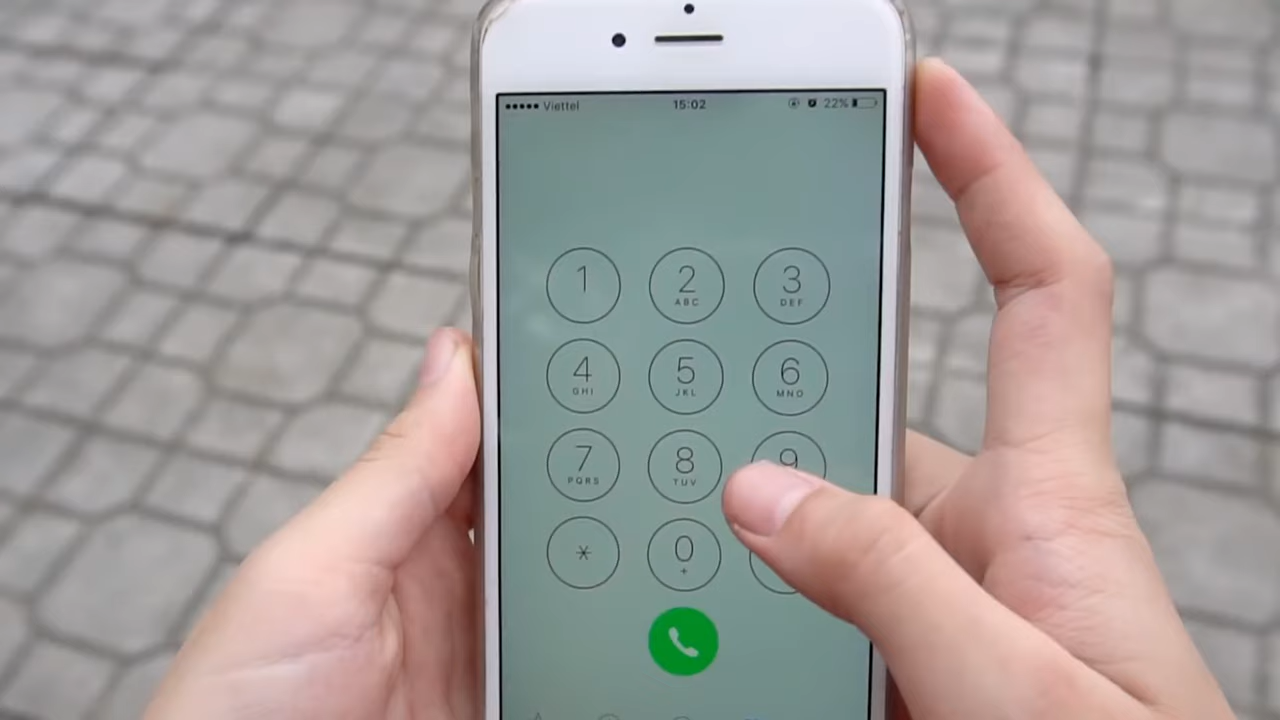 Viettel 15:02 22%
1 2 3
ABC DEF
4 5 6
GHI JKL MNO
7 8 9
PQRS TUV
* 0
+